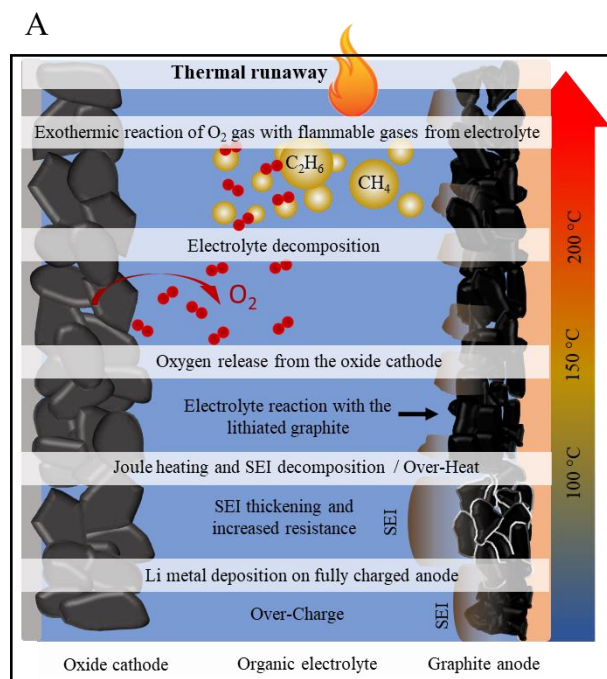 A
Thermal runaway
Exothermic reaction of O₂ gas with flammable gases from electrolyte
C₂H₆
CH₄
Electrolyte decomposition
O₂
Oxygen release from the oxide cathode
Electrolyte reaction with the
lithiated graphite
Joule heating and SEI decomposition / Over-Heat
SEI thickening and
increased resistance
SEI
Li metal deposition on fully charged anode
Over-Charge
SEI
200 °C
150 °C
100 °C
Oxide cathode
Organic electrolyte
Graphite anode